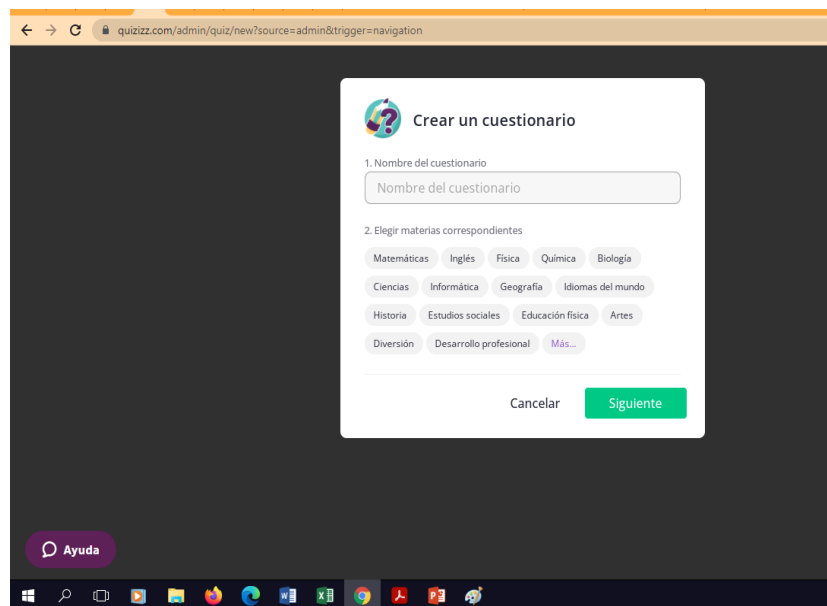 quizizz.com/admin/quiz/new?source=admin&trigger=navigation
Crear un cuestionario
1. Nombre del cuestionario
Nombre del cuestionario
2. Elegir materias correspondientes
Matemáticas Inglés Física Química Biología
Ciencias Informática Geografía Idiomas del mundo
Historia Estudios sociales Educación física Artes
Diversión Desarrollo profesional Más...
Cancelar Siguiente
Ayuda